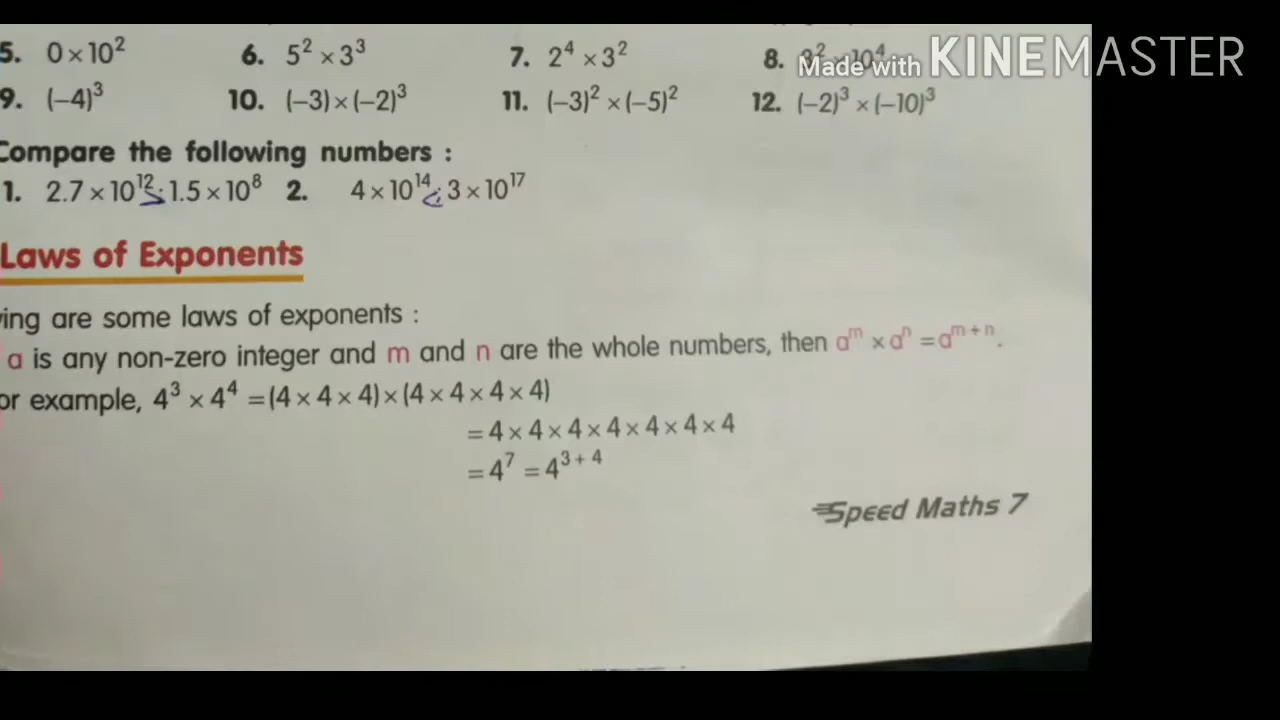 5. 0 × 10² 6. 5² × 3³ 7. 2⁴ × 3² 8. 3² × 10⁴
Made with KINEMASTER
9. (−4)³ 10. (−3) × (−2)³ 11. (−3)² × (−5)² 12. (−2)³ × (−10)³
Compare the following numbers :
1. 2.7 × 10¹² > 1.5 × 10⁸ 2. 4 × 10¹⁴ < 3 × 10¹⁷
Laws of Exponents
are some laws of exponents :
a is any non-zero integer and m and n are the whole numbers, then aᵐ × aⁿ = aᵐ⁺ⁿ.
or example, 4³ × 4⁴ = (4 × 4 × 4) × (4 × 4 × 4 × 4)
= 4 × 4 × 4 × 4 × 4 × 4 × 4
= 4⁷ = 4³⁺⁴
Speed Maths 7